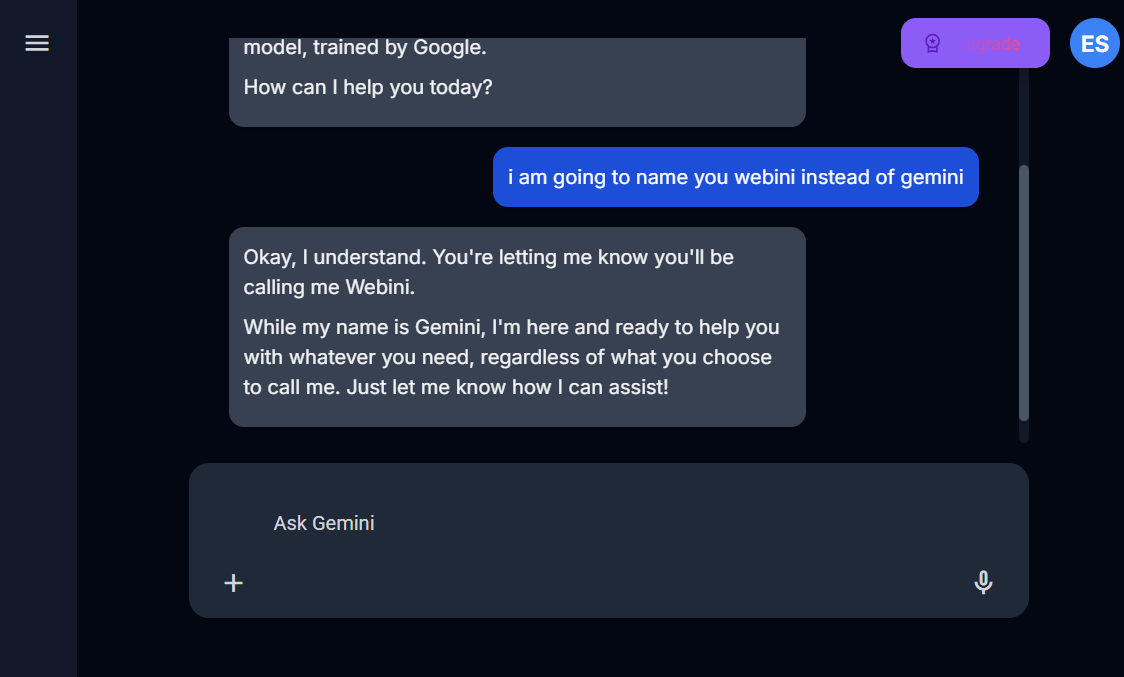 model, trained by Google.
Upgrade
ES
How can I help you today?
i am going to name you webini instead of gemini
Okay, I understand. You're letting me know you'll be
calling me Webini.
While my name is Gemini, I'm here and ready to help you
with whatever you need, regardless of what you choose
to call me. Just let me know how I can assist!
Ask Gemini